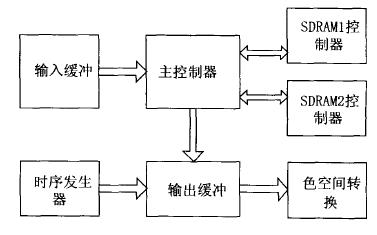 输入缓冲
主控制器
SDRAM1控
制器
SDRAM2控
制器
时序发生
器
输出缓冲
色空间转
换